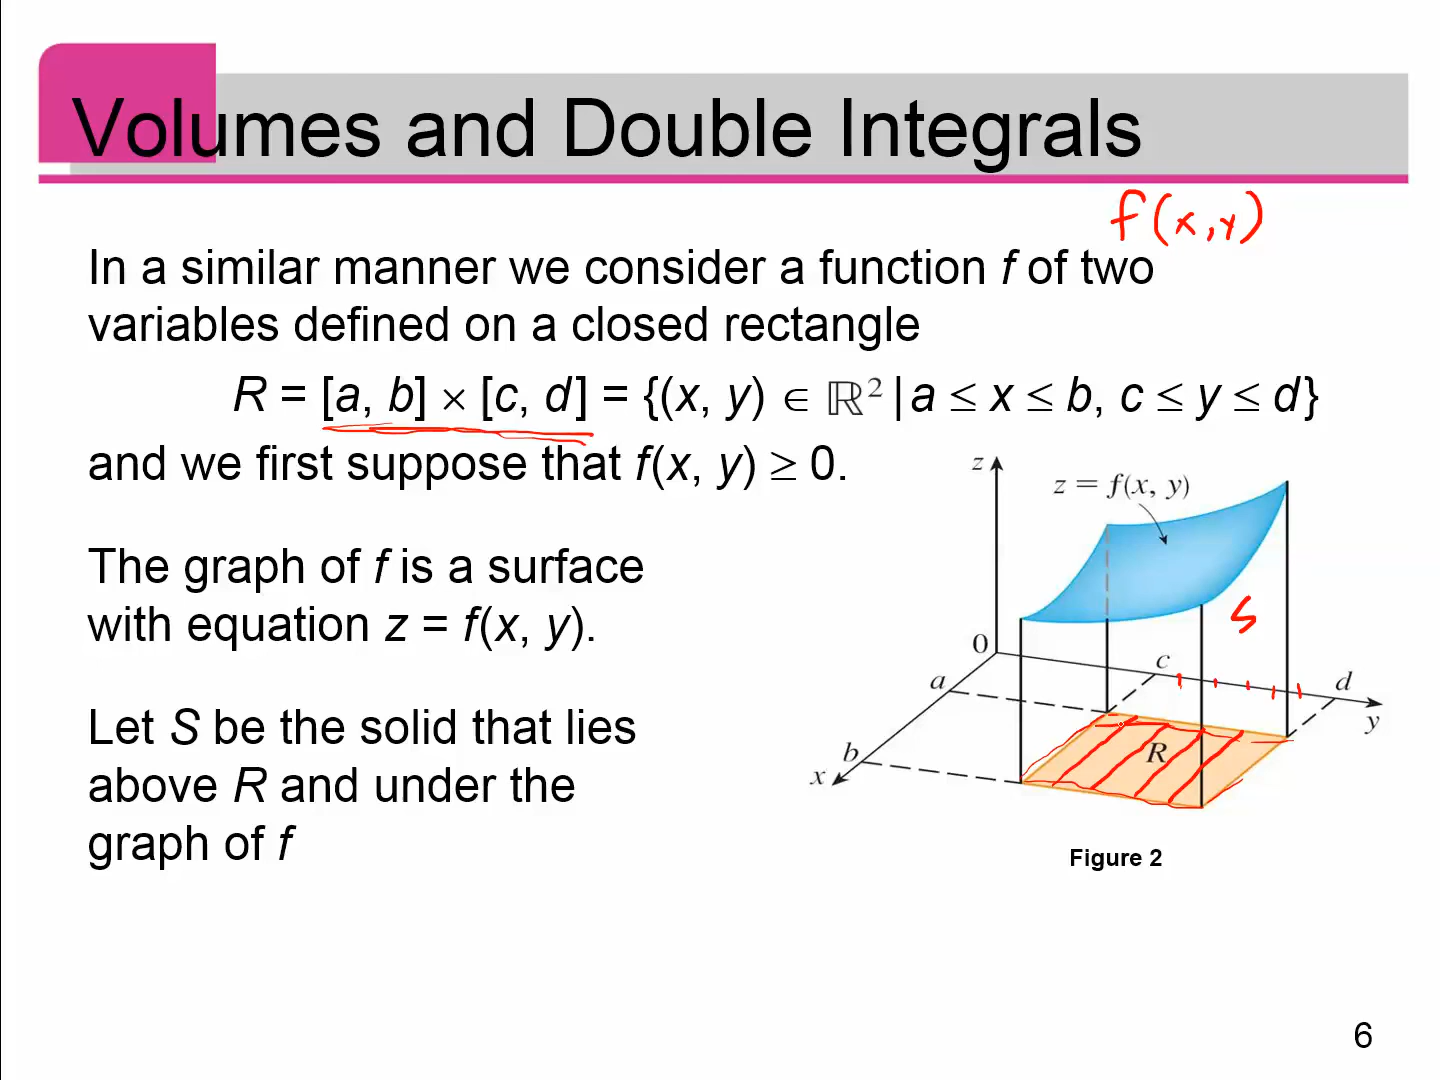 Volumes and Double Integrals
f(x,y)
In a similar manner we consider a function f of two
variables defined on a closed rectangle
R = [a, b] × [c, d] = {(x, y) ∈ ℝ² | a ≤ x ≤ b, c ≤ y ≤ d}
and we first suppose that f(x, y) ≥ 0.
z
z = f(x, y)
The graph of f is a surface
with equation z = f(x, y).
S
0
c
a
d
y
Let S be the solid that lies
above R and under the
graph of f
b
R
x
Figure 2
6